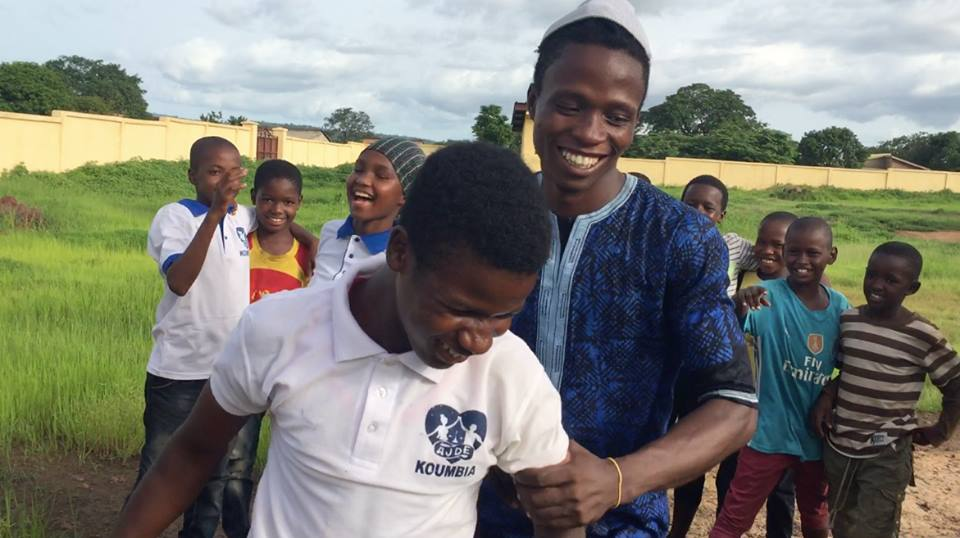 AJDE
KOUMBIA
Fly
Emirates